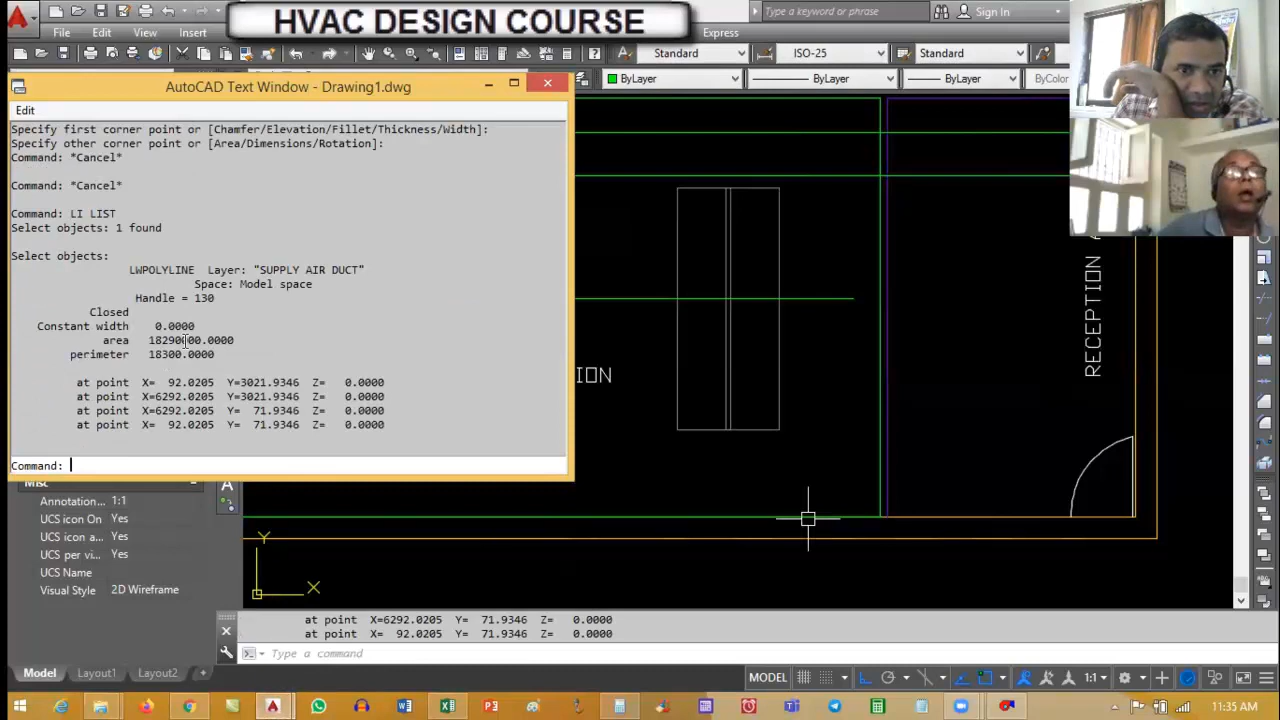 HVAC DESIGN COURSE
Type a keyword or phrase
Sign In
File Edit View Insert
Express
Standard
ISO-25
Standard
AutoCAD Text Window - Drawing1.dwg
ByLayer
ByLayer
ByLayer
ByColo
Edit
Specify first corner point or [Chamfer/Elevation/Fillet/Thickness/Width]:
Specify other corner point or [Area/Dimensions/Rotation]:
Command: *Cancel*
Command: *Cancel*
Command: LI LIST
Select objects: 1 found
Select objects:
LWPOLYLINE Layer: "SUPPLY AIR DUCT"
Space: Model space
Handle = 130
Closed
Constant width 0.0000
area 18290000.0000
perimeter 18300.0000
at point X= 92.0205 Y=3021.9346 Z= 0.0000
at point X=6292.0205 Y=3021.9346 Z= 0.0000
at point X=6292.0205 Y= 71.9346 Z= 0.0000
at point X= 92.0205 Y= 71.9346 Z= 0.0000
Command:
ION
RECEPTION A
Misc
Annotation... 1:1
UCS icon On Yes
UCS icon a... Yes
UCS per vi... Yes
UCS Name
Visual Style 2D Wireframe
Y
X
at point X=6292.0205 Y= 71.9346 Z= 0.0000
at point X= 92.0205 Y= 71.9346 Z= 0.0000
Type a command
Model Layout1 Layout2 +
MODEL
1:1
11:35 AM